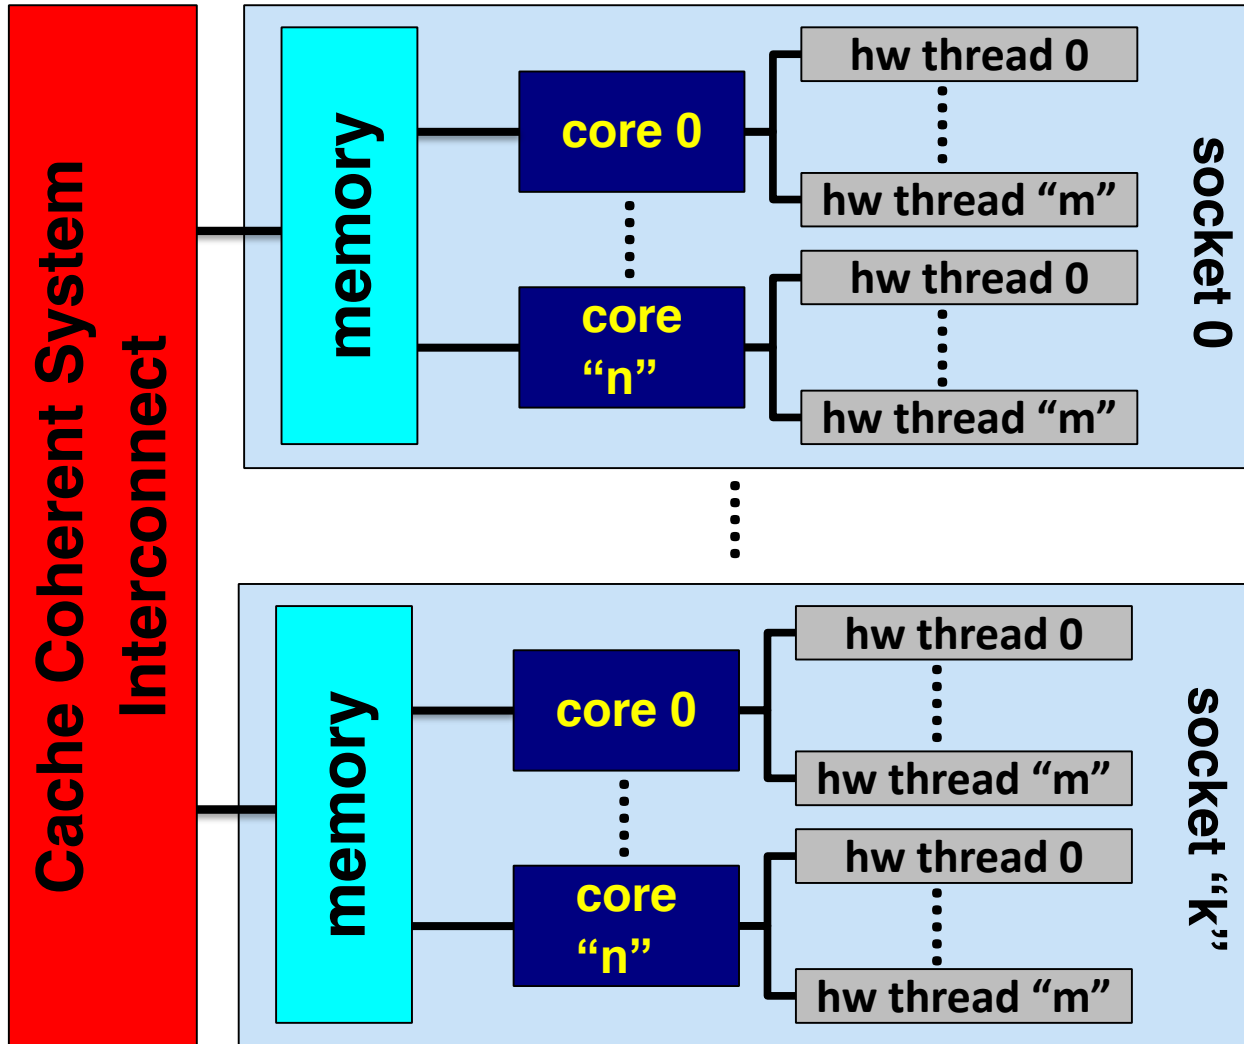 Cache Coherent System
Interconnect
memory
core 0
hw thread 0
hw thread “m”
core
“n”
hw thread 0
hw thread “m”
socket 0
memory
core 0
hw thread 0
hw thread “m”
core
“n”
hw thread 0
hw thread “m”
socket “k”